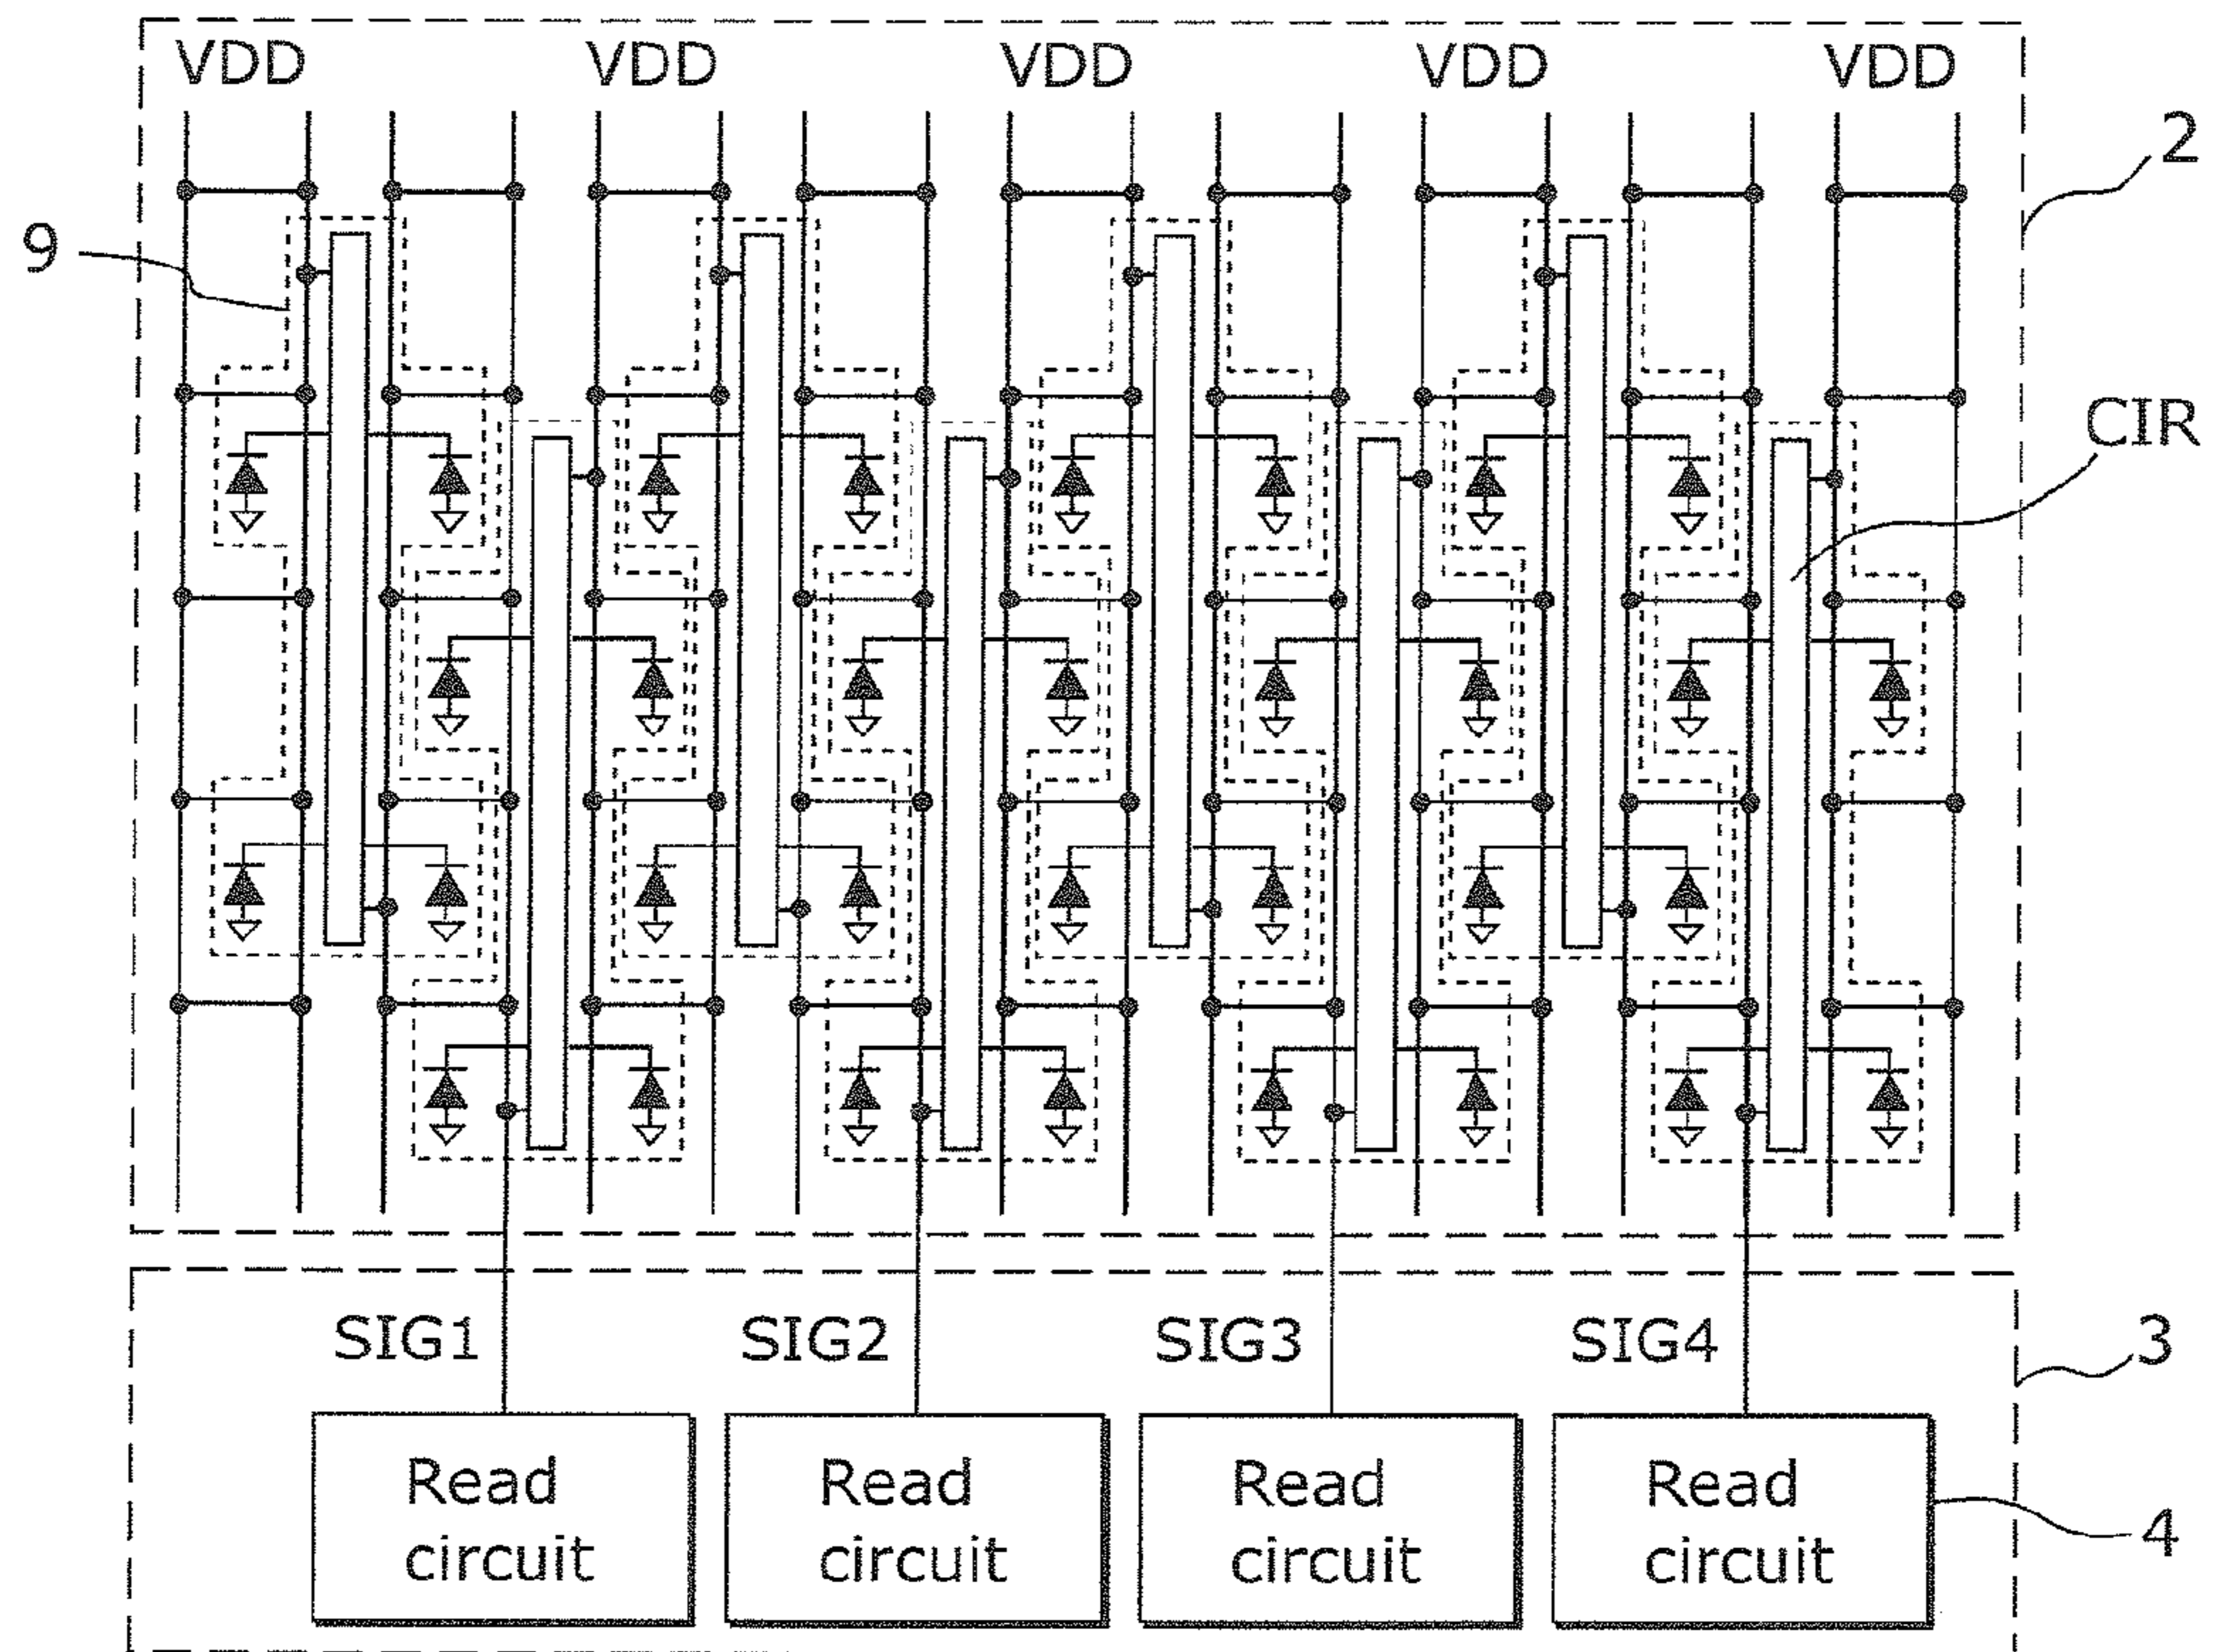 VDD VDD VDD VDD VDD
2
9
CIR
SIG1 SIG2 SIG3 SIG4
3
Read circuit
Read circuit
Read circuit
Read circuit
4